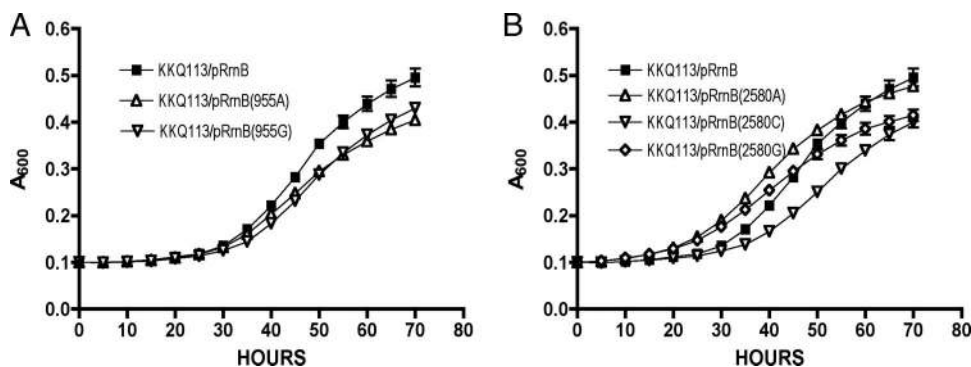 A
0.6
0.5
0.4
0.3
0.2
0.1
0.0
A600
KKQ113/pRrnB
KKQ113/pRrnB(955A)
KKQ113/pRrnB(955G)
0 10 20 30 40 50 60 70 80
HOURS
B
0.6
0.5
0.4
0.3
0.2
0.1
0.0
A600
KKQ113/pRrnB
KKQ113/pRrnB(2580A)
KKQ113/pRrnB(2580C)
KKQ113/pRrnB(2580G)
0 10 20 30 40 50 60 70 80
HOURS